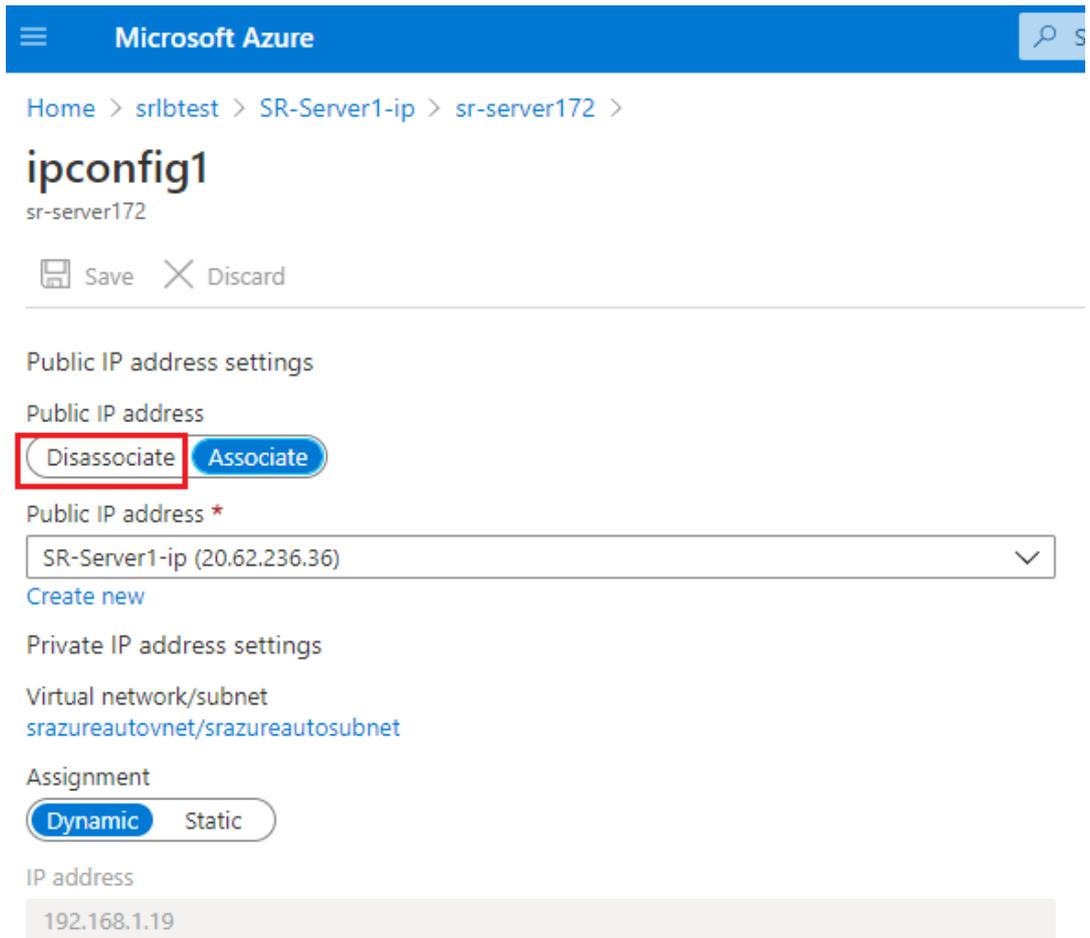 Microsoft Azure
S
Home > srlbtest > SR-Server1-ip > sr-server172 >
ipconfig1
sr-server172
Save Discard
Public IP address settings
Public IP address
Disassociate Associate
Public IP address *
SR-Server1-ip (20.62.236.36)
Create new
Private IP address settings
Virtual network/subnet
srazureautovnet/srazureautosubnet
Assignment
Dynamic Static
IP address
192.168.1.19